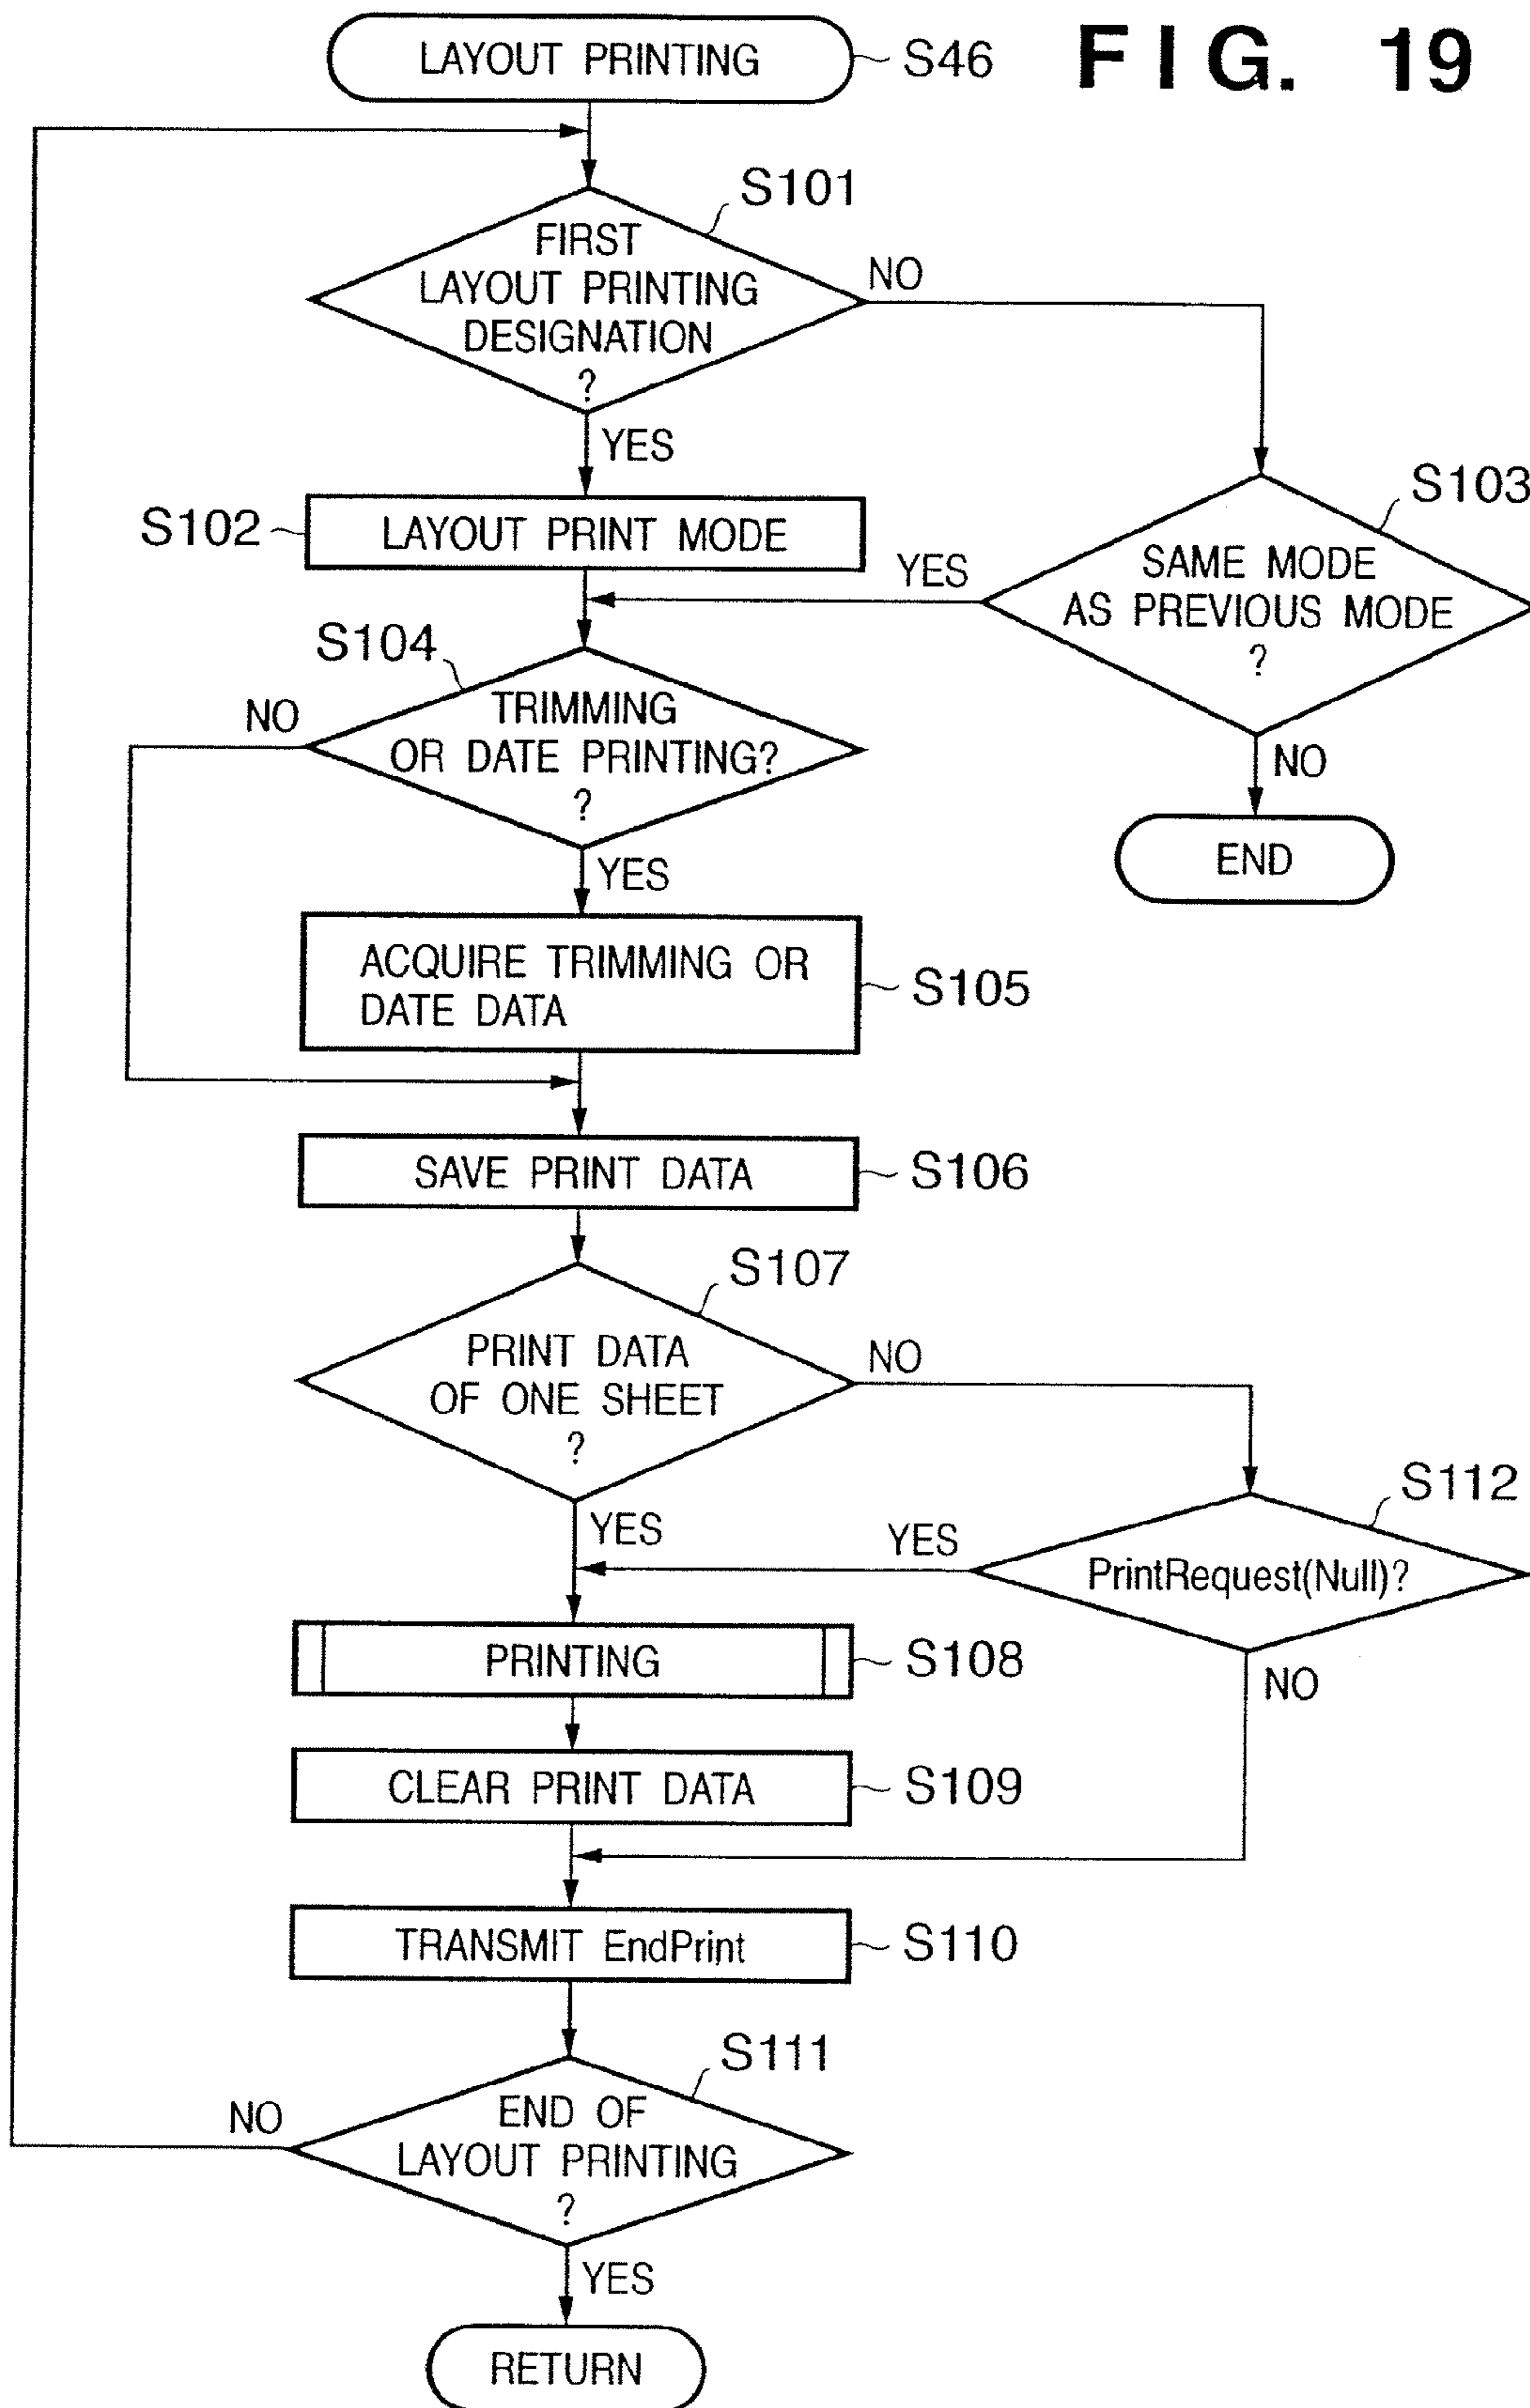 LAYOUT PRINTING
S46
FIG. 19
S101
FIRST
LAYOUT PRINTING
DESIGNATION
?
NO
YES
S102
LAYOUT PRINT MODE
S103
SAME MODE
AS PREVIOUS MODE
?
YES
NO
END
S104
TRIMMING
OR DATE PRINTING?
?
NO
YES
ACQUIRE TRIMMING OR
DATE DATA
S105
SAVE PRINT DATA
S106
S107
PRINT DATA
OF ONE SHEET
?
NO
YES
S112
PrintRequest(Null)?
YES
NO
PRINTING
S108
CLEAR PRINT DATA
S109
TRANSMIT EndPrint
S110
S111
END OF
LAYOUT PRINTING
?
NO
YES
RETURN